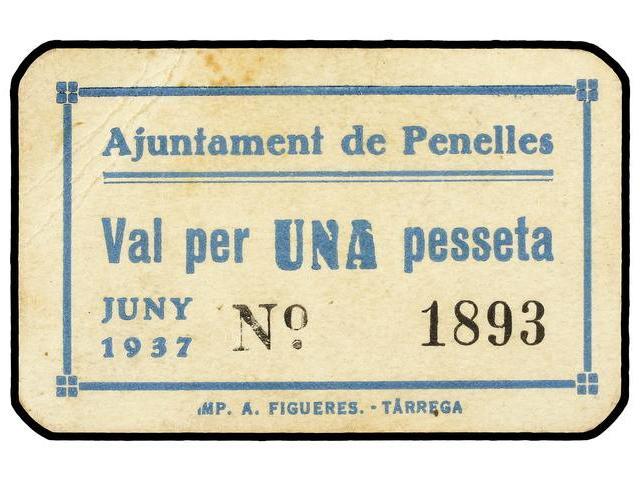 Ajuntament de Penelles
Val per UNA pesseta
JUNY
1937
Nº 1893
IMP. A. FIGUERES. - TÀRREGA